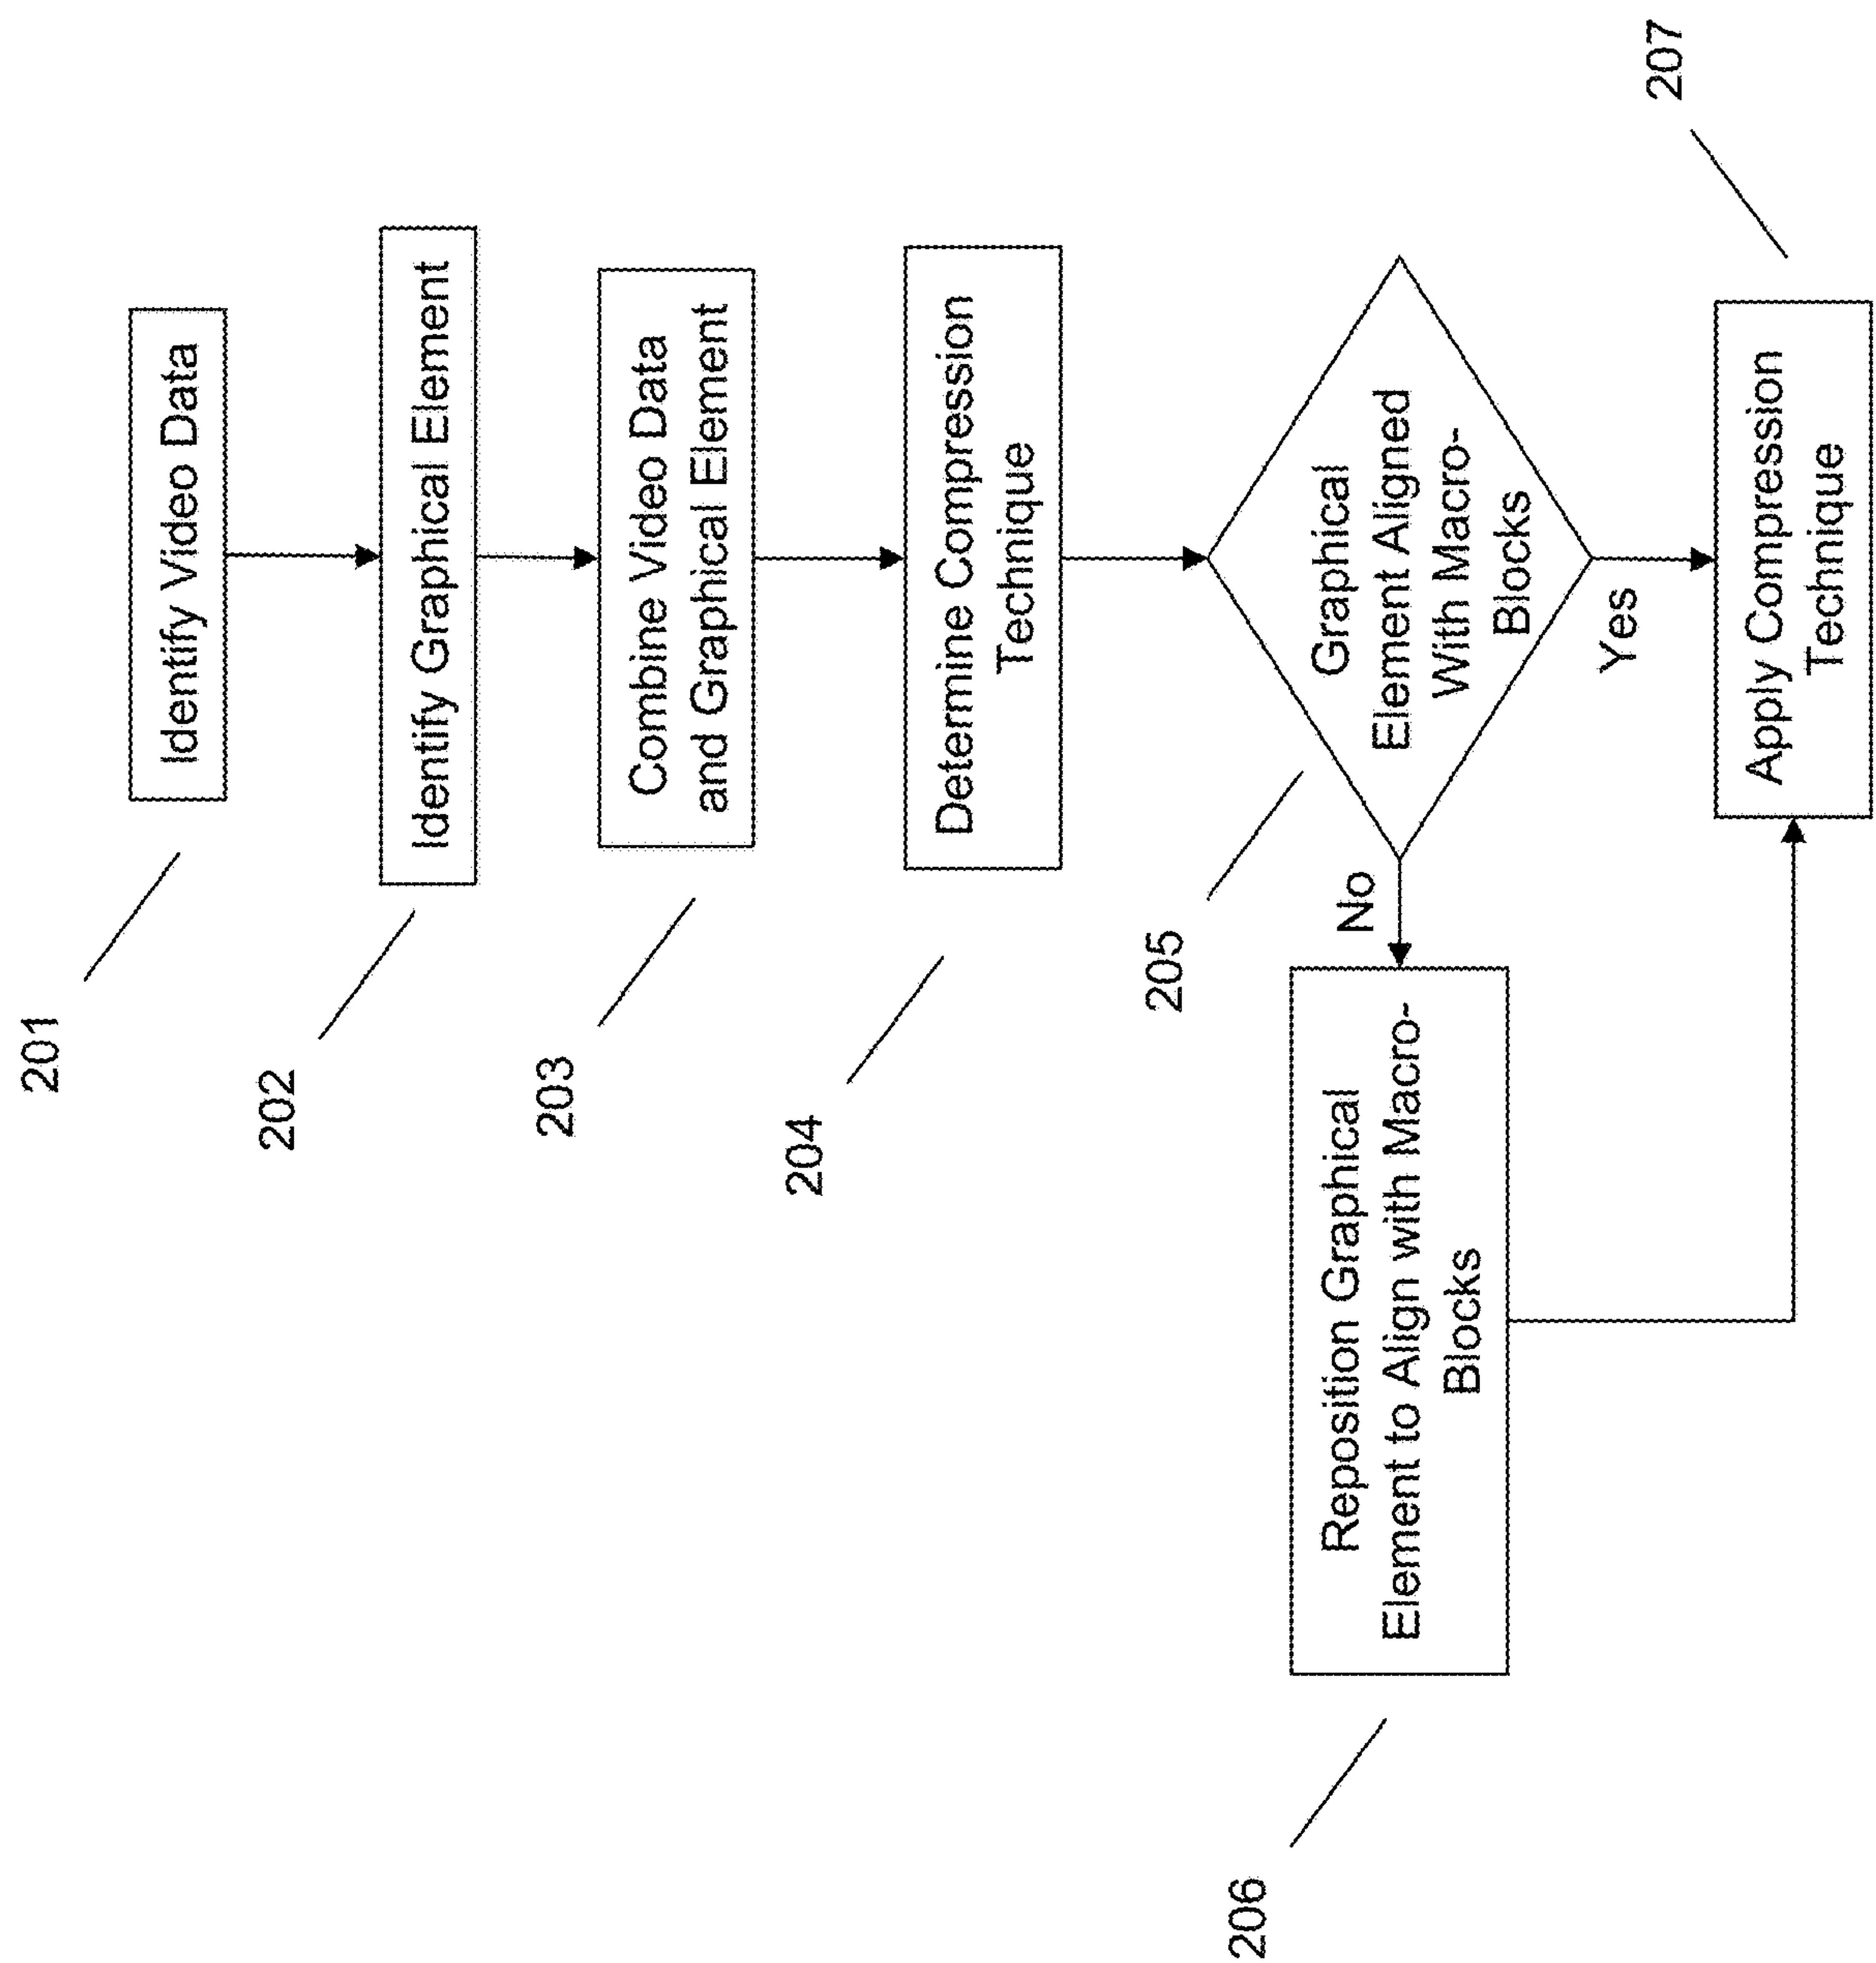 201
Identify Video Data
202
Identify Graphical Element
203
Combine Video Data
and Graphical Element
204
Determine Compression
Technique
205
Graphical
Element Aligned
With Macro-
Blocks
No
Yes
206
Reposition Graphical
Element to Align with Macro-
Blocks
207
Apply Compression
Technique